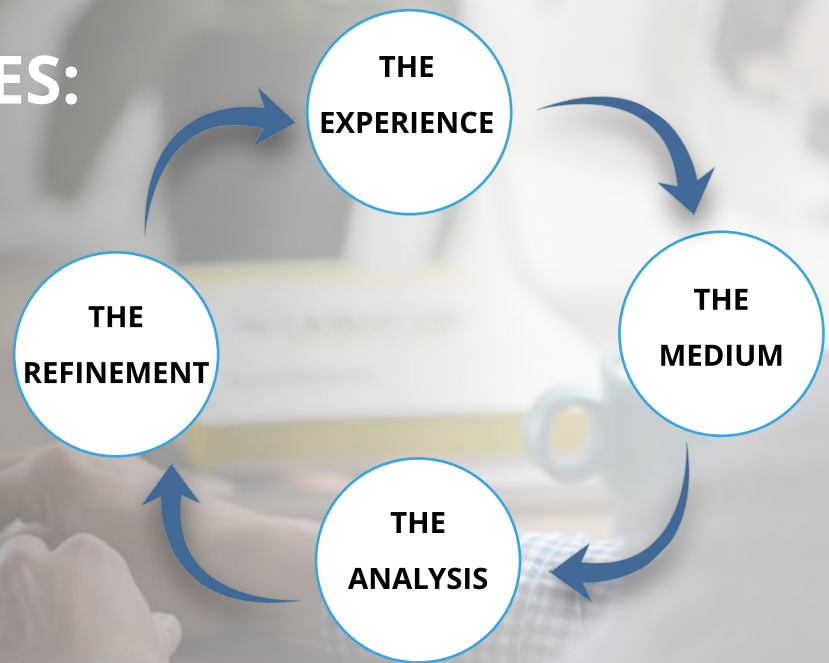 ES:
THE
EXPERIENCE
THE
MEDIUM
THE
ANALYSIS
THE
REFINEMENT